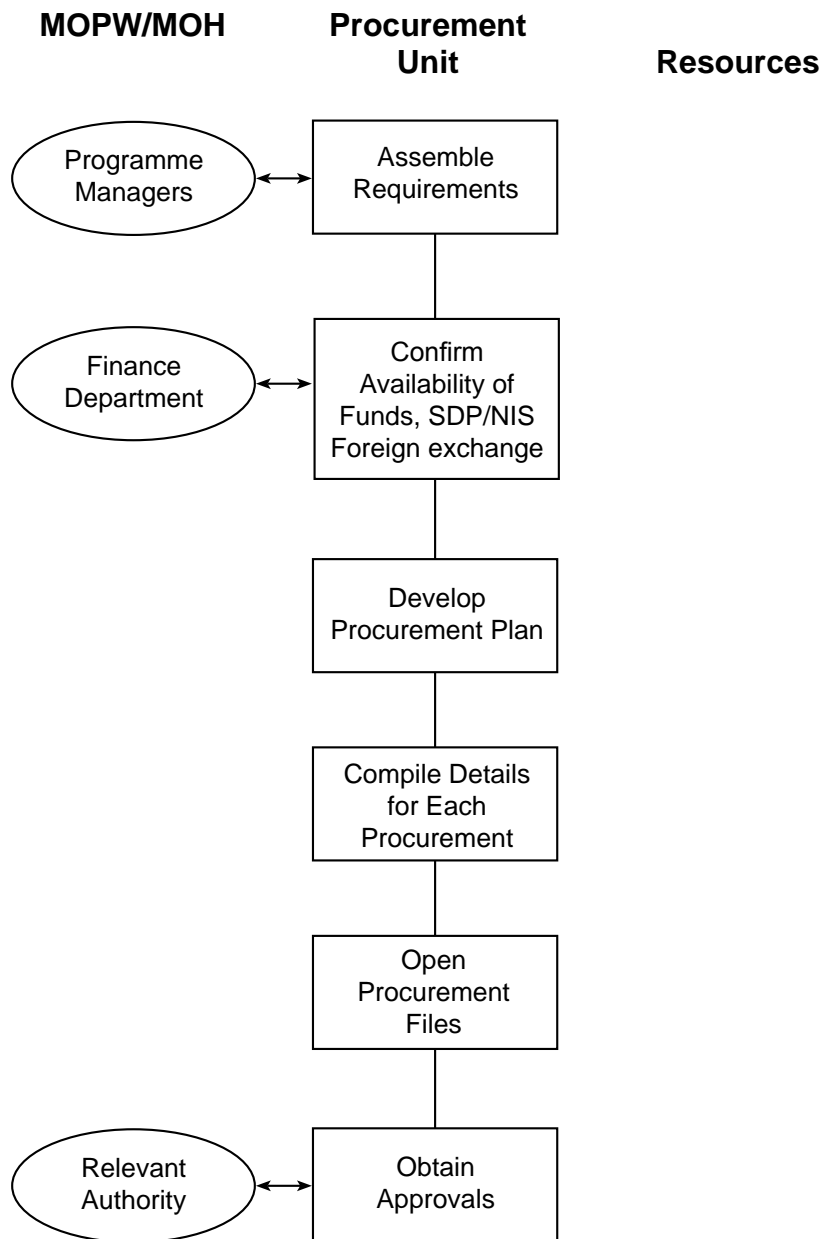 MOPW/MOH
Procurement
Unit
Resources
Programme
Managers
Assemble
Requirements
Finance
Department
Confirm
Availability of
Funds, SDP/NIS
Foreign exchange
Develop
Procurement Plan
Compile Details
for Each
Procurement
Open
Procurement
Files
Relevant
Authority
Obtain
Approvals